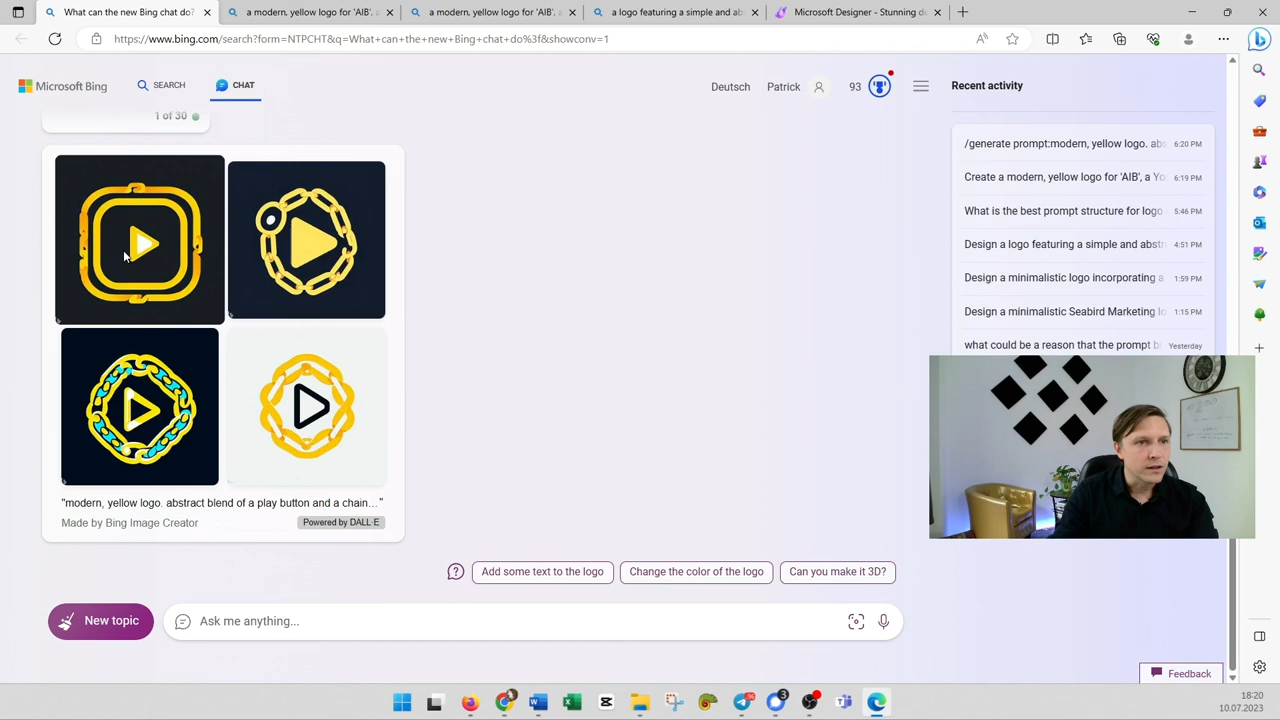 What can the new Bing chat do?
a modern, yellow logo for 'AIB',
a modern, yellow logo for 'AIB',
a logo featuring a simple and ab
Microsoft Designer - Stunning de
https://www.bing.com/search?form=NTPCHT&q=What+can+the+new+Bing+chat+do%3f&showconv=1
Microsoft Bing
SEARCH
CHAT
Deutsch
Patrick
93
Recent activity
1 of 30
/generate prompt:modern, yellow logo. abs
6:20 PM
Create a modern, yellow logo for 'AIB', a Yo
6:19 PM
What is the best prompt structure for logo
5:46 PM
Design a logo featuring a simple and abstr
4:51 PM
Design a minimalistic logo incorporating a
1:59 PM
Design a minimalistic Seabird Marketing lo
1:15 PM
what could be a reason that the prompt b
Yesterday
"modern, yellow logo. abstract blend of a play button and a chain..."
Made by Bing Image Creator
Powered by DALL·E
Add some text to the logo
Change the color of the logo
Can you make it 3D?
New topic
Ask me anything...
Feedback
18:20
10.07.2023